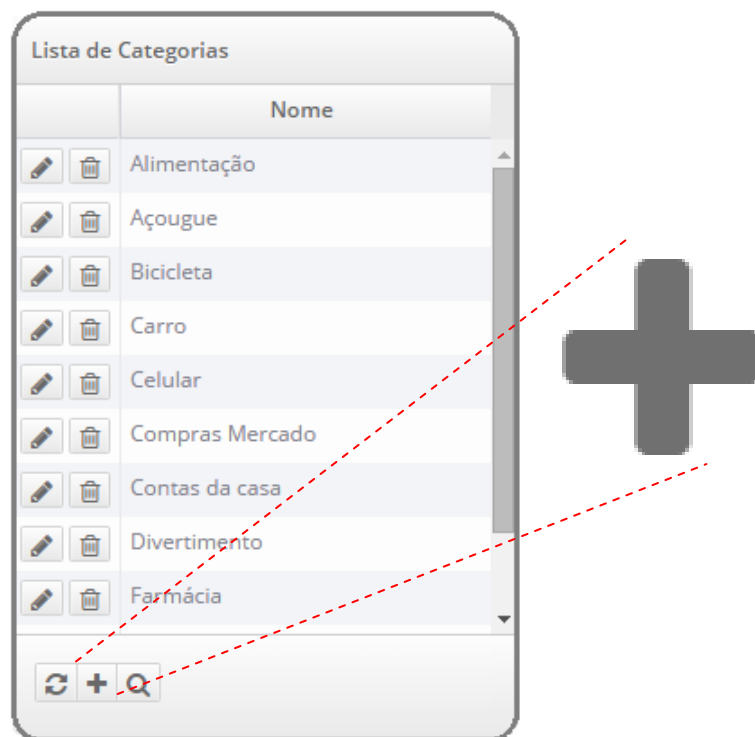 Lista de Categorias
Nome
Alimentação
Açougue
Bicicleta
Carro
Celular
Compras Mercado
Contas da casa
Divertimento
Farmácia